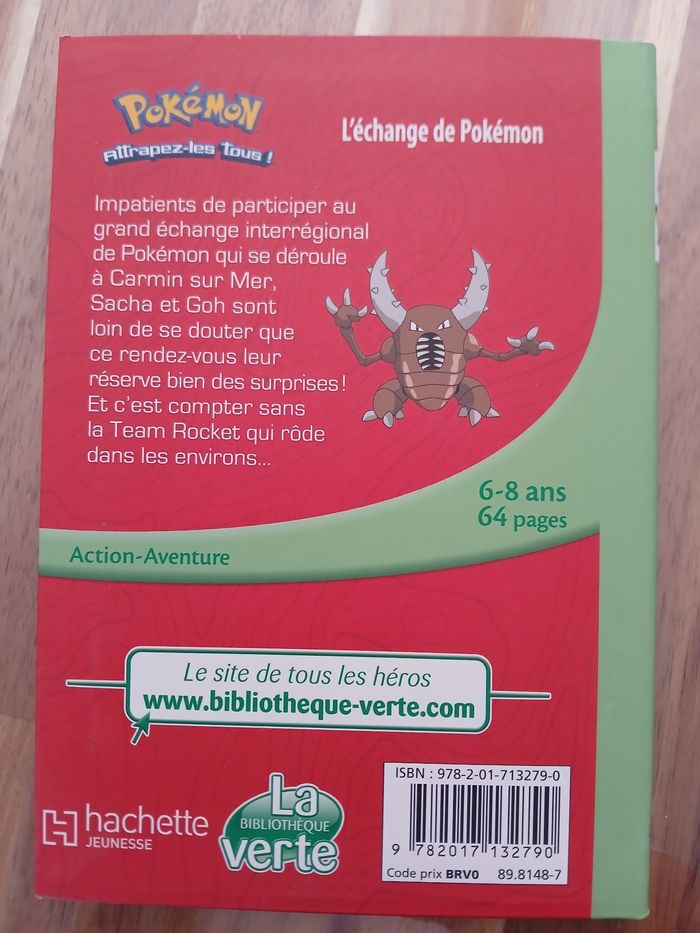 POKéMON
Attrapez-les tous !
L'échange de Pokémon
Impatients de participer au
grand échange interrégional
de Pokémon qui se déroule
à Carmin sur Mer,
Sacha et Goh sont
loin de se douter que
ce rendez-vous leur
réserve bien des surprises !
Et c'est compter sans
la Team Rocket qui rôde
dans les environs...
6-8 ans
64 pages
Action-Aventure
Le site de tous les héros
www.bibliotheque-verte.com
hachette
JEUNESSE
La
BIBLIOTHÈQUE
verte
ISBN : 978-2-01-713279-0
9 782017 132790
Code prix BRV0 89.8148-7